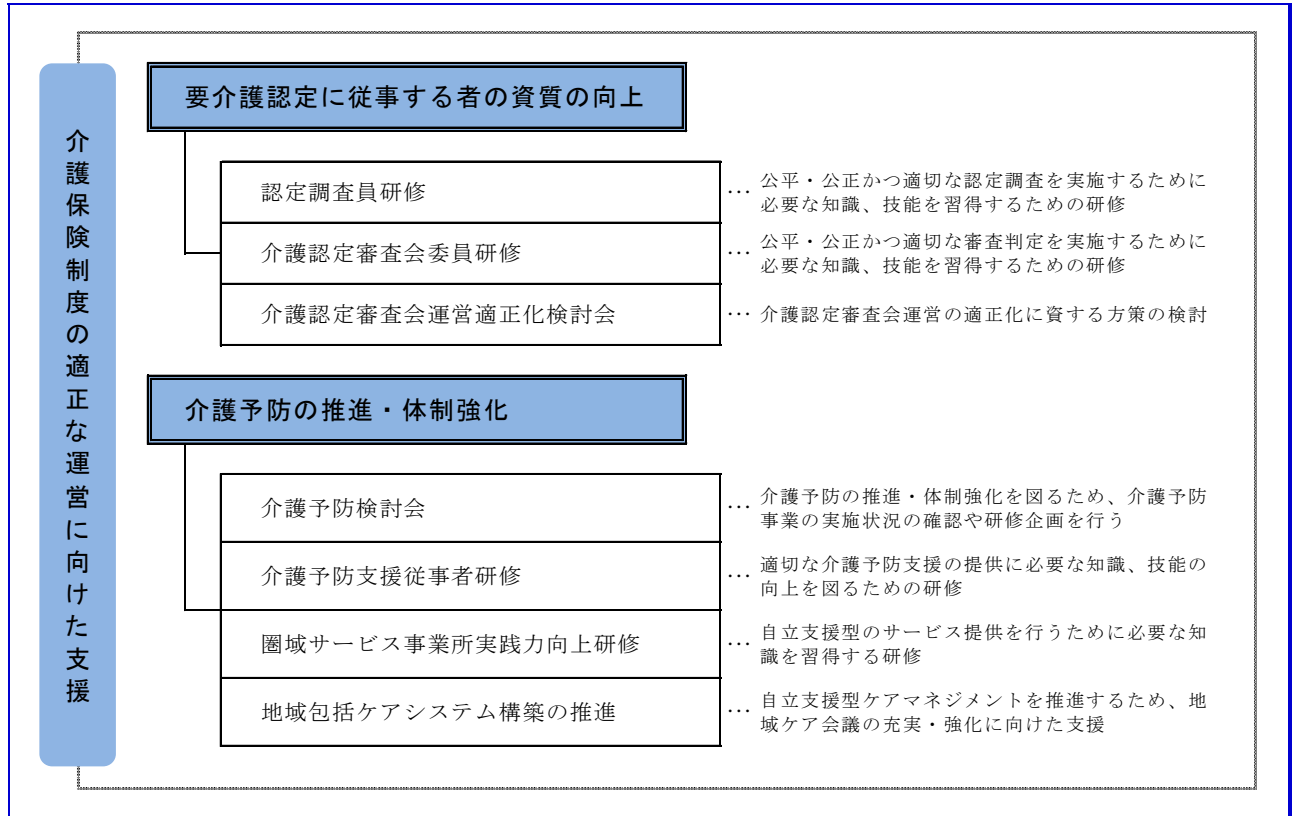 介護保険制度の適正な運営に向けた支援
要介護認定に従事する者の資質の向上
認定調査員研修
… 公平・公正かつ適切な認定調査を実施するために
必要な知識、技能を習得するための研修
介護認定審査会委員研修
… 公平・公正かつ適切な審査判定を実施するために
必要な知識、技能を習得するための研修
介護認定審査会運営適正化検討会
… 介護認定審査会運営の適正化に資する方策の検討
介護予防の推進・体制強化
介護予防検討会
… 介護予防の推進・体制強化を図るため、介護予防
事業の実施状況の確認や研修企画を行う
介護予防支援従事者研修
… 適切な介護予防支援の提供に必要な知識、技能の
向上を図るための研修
圏域サービス事業所実践力向上研修
… 自立支援型のサービス提供を行うために必要な知
識を習得する研修
地域包括ケアシステム構築の推進
… 自立支援型ケアマネジメントを推進するため、地
域ケア会議の充実・強化に向けた支援